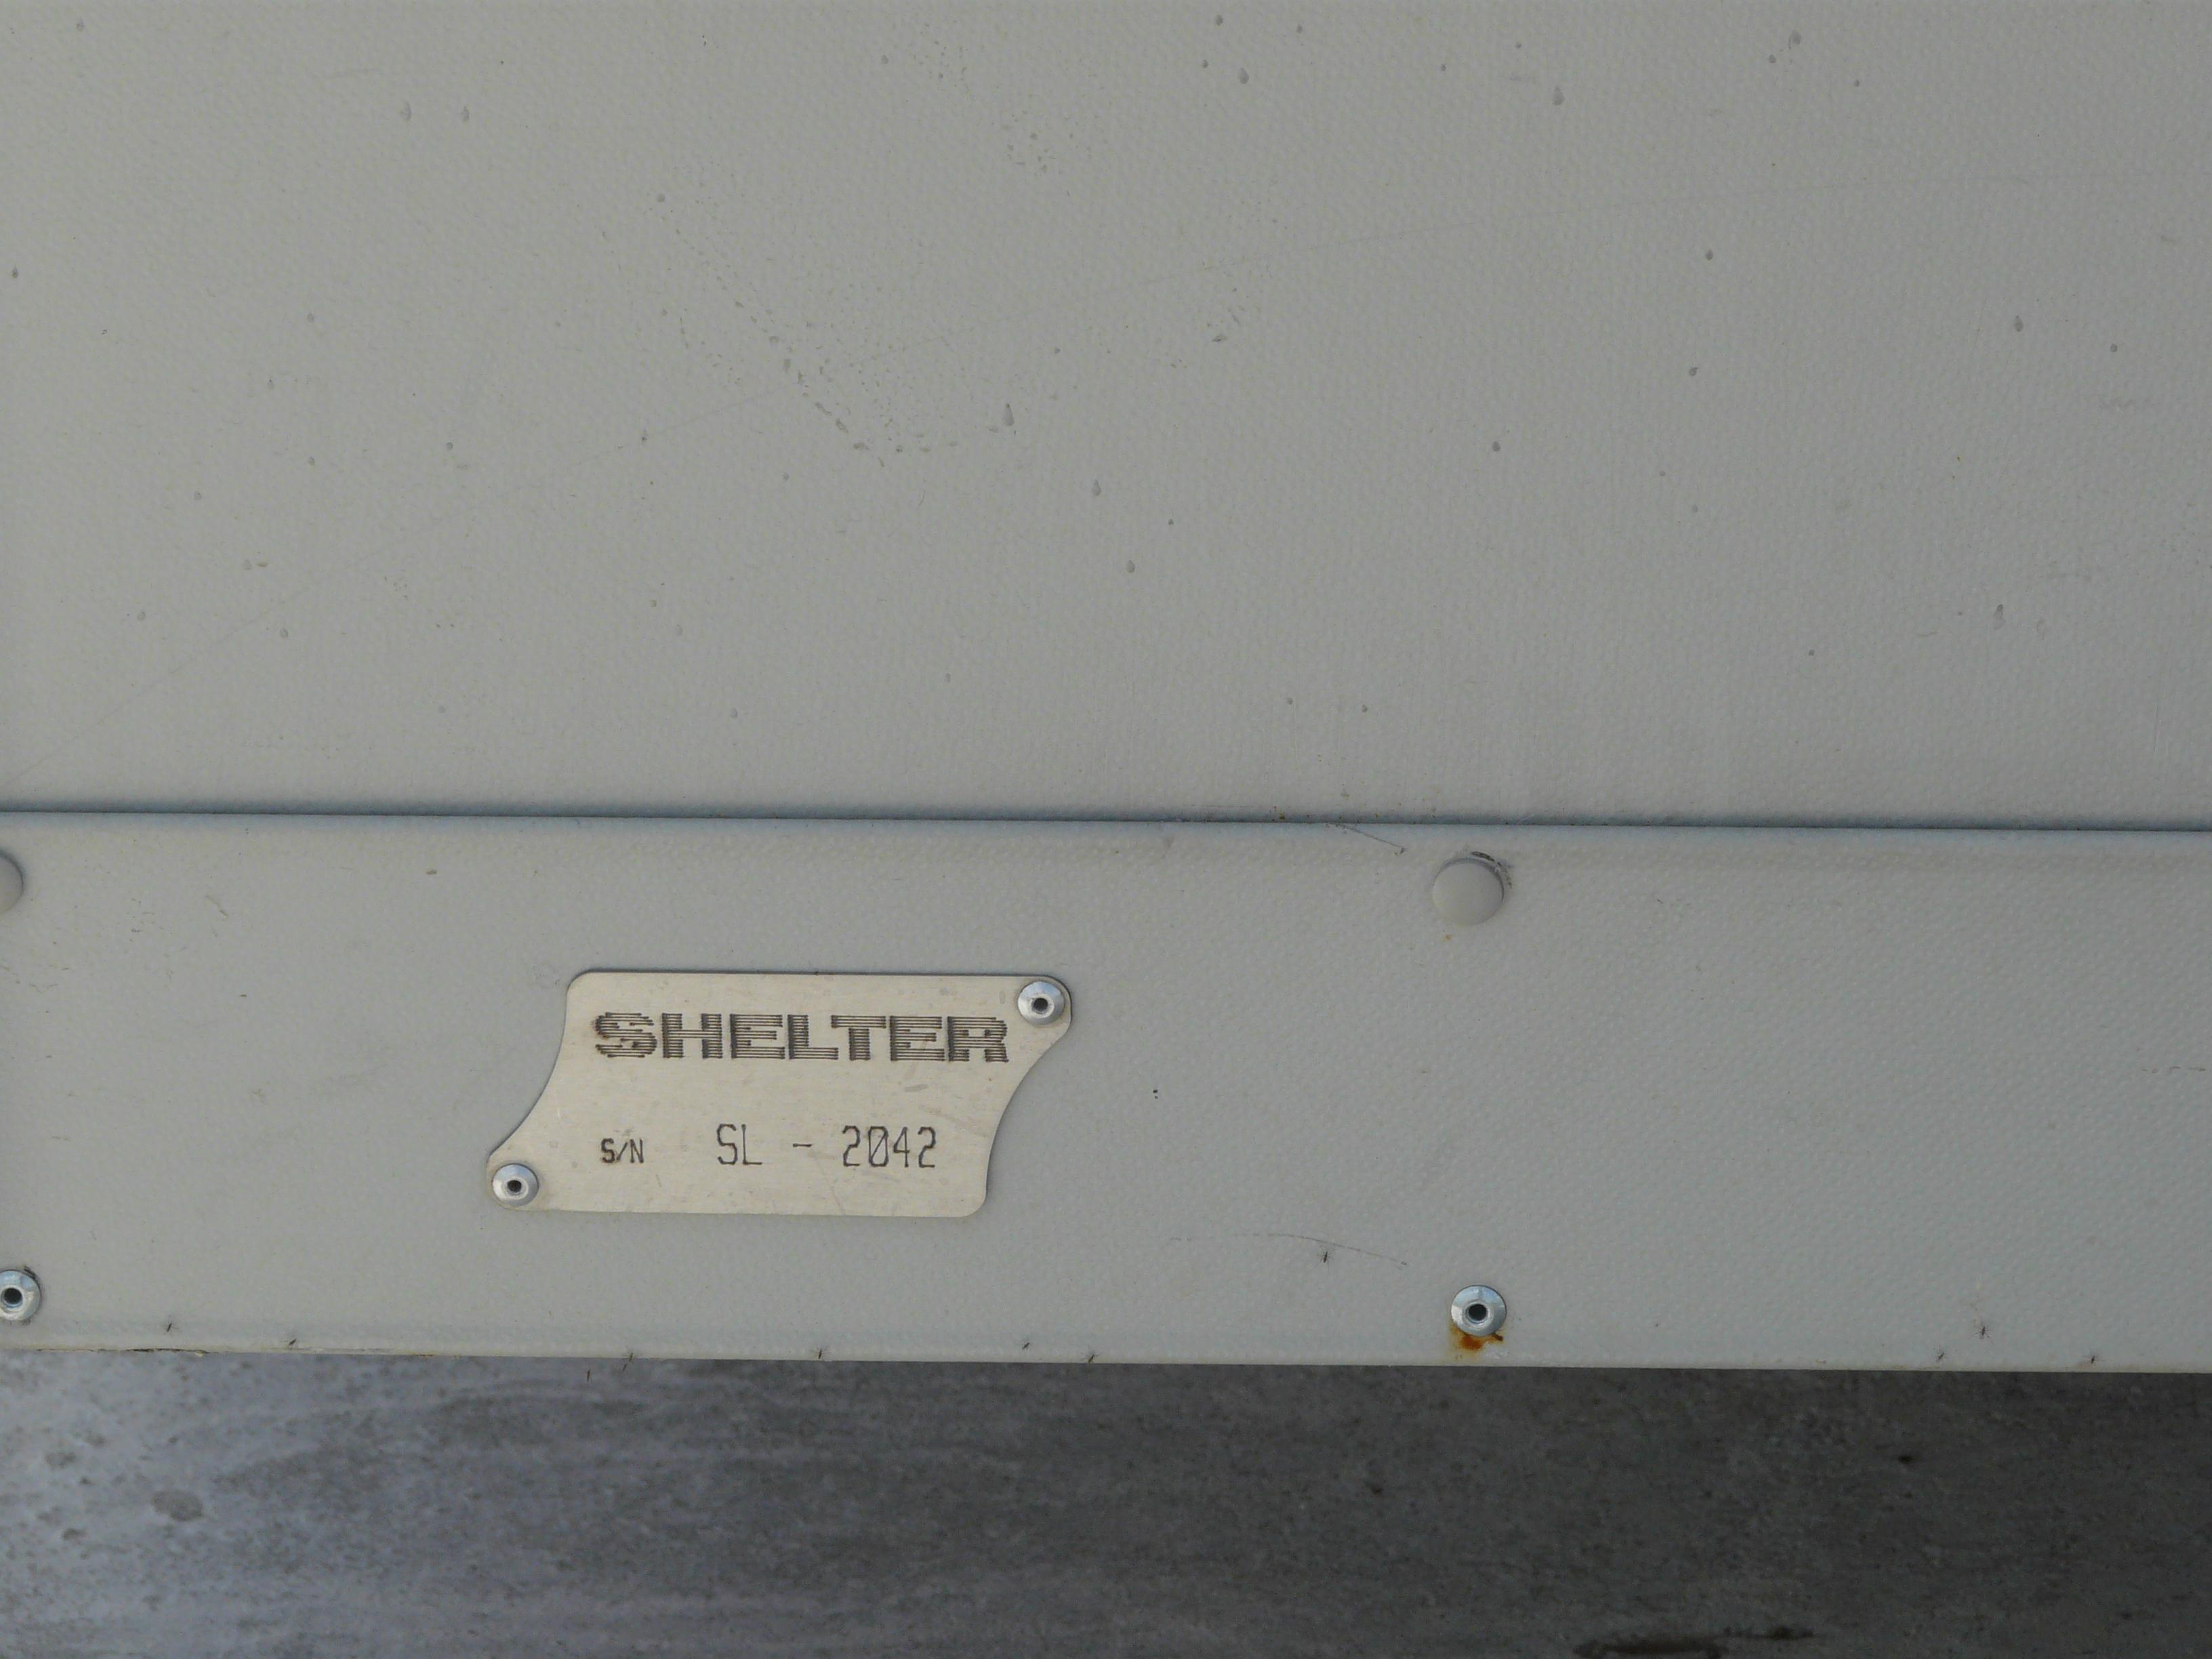 SHELTER
S/N SL - 2042